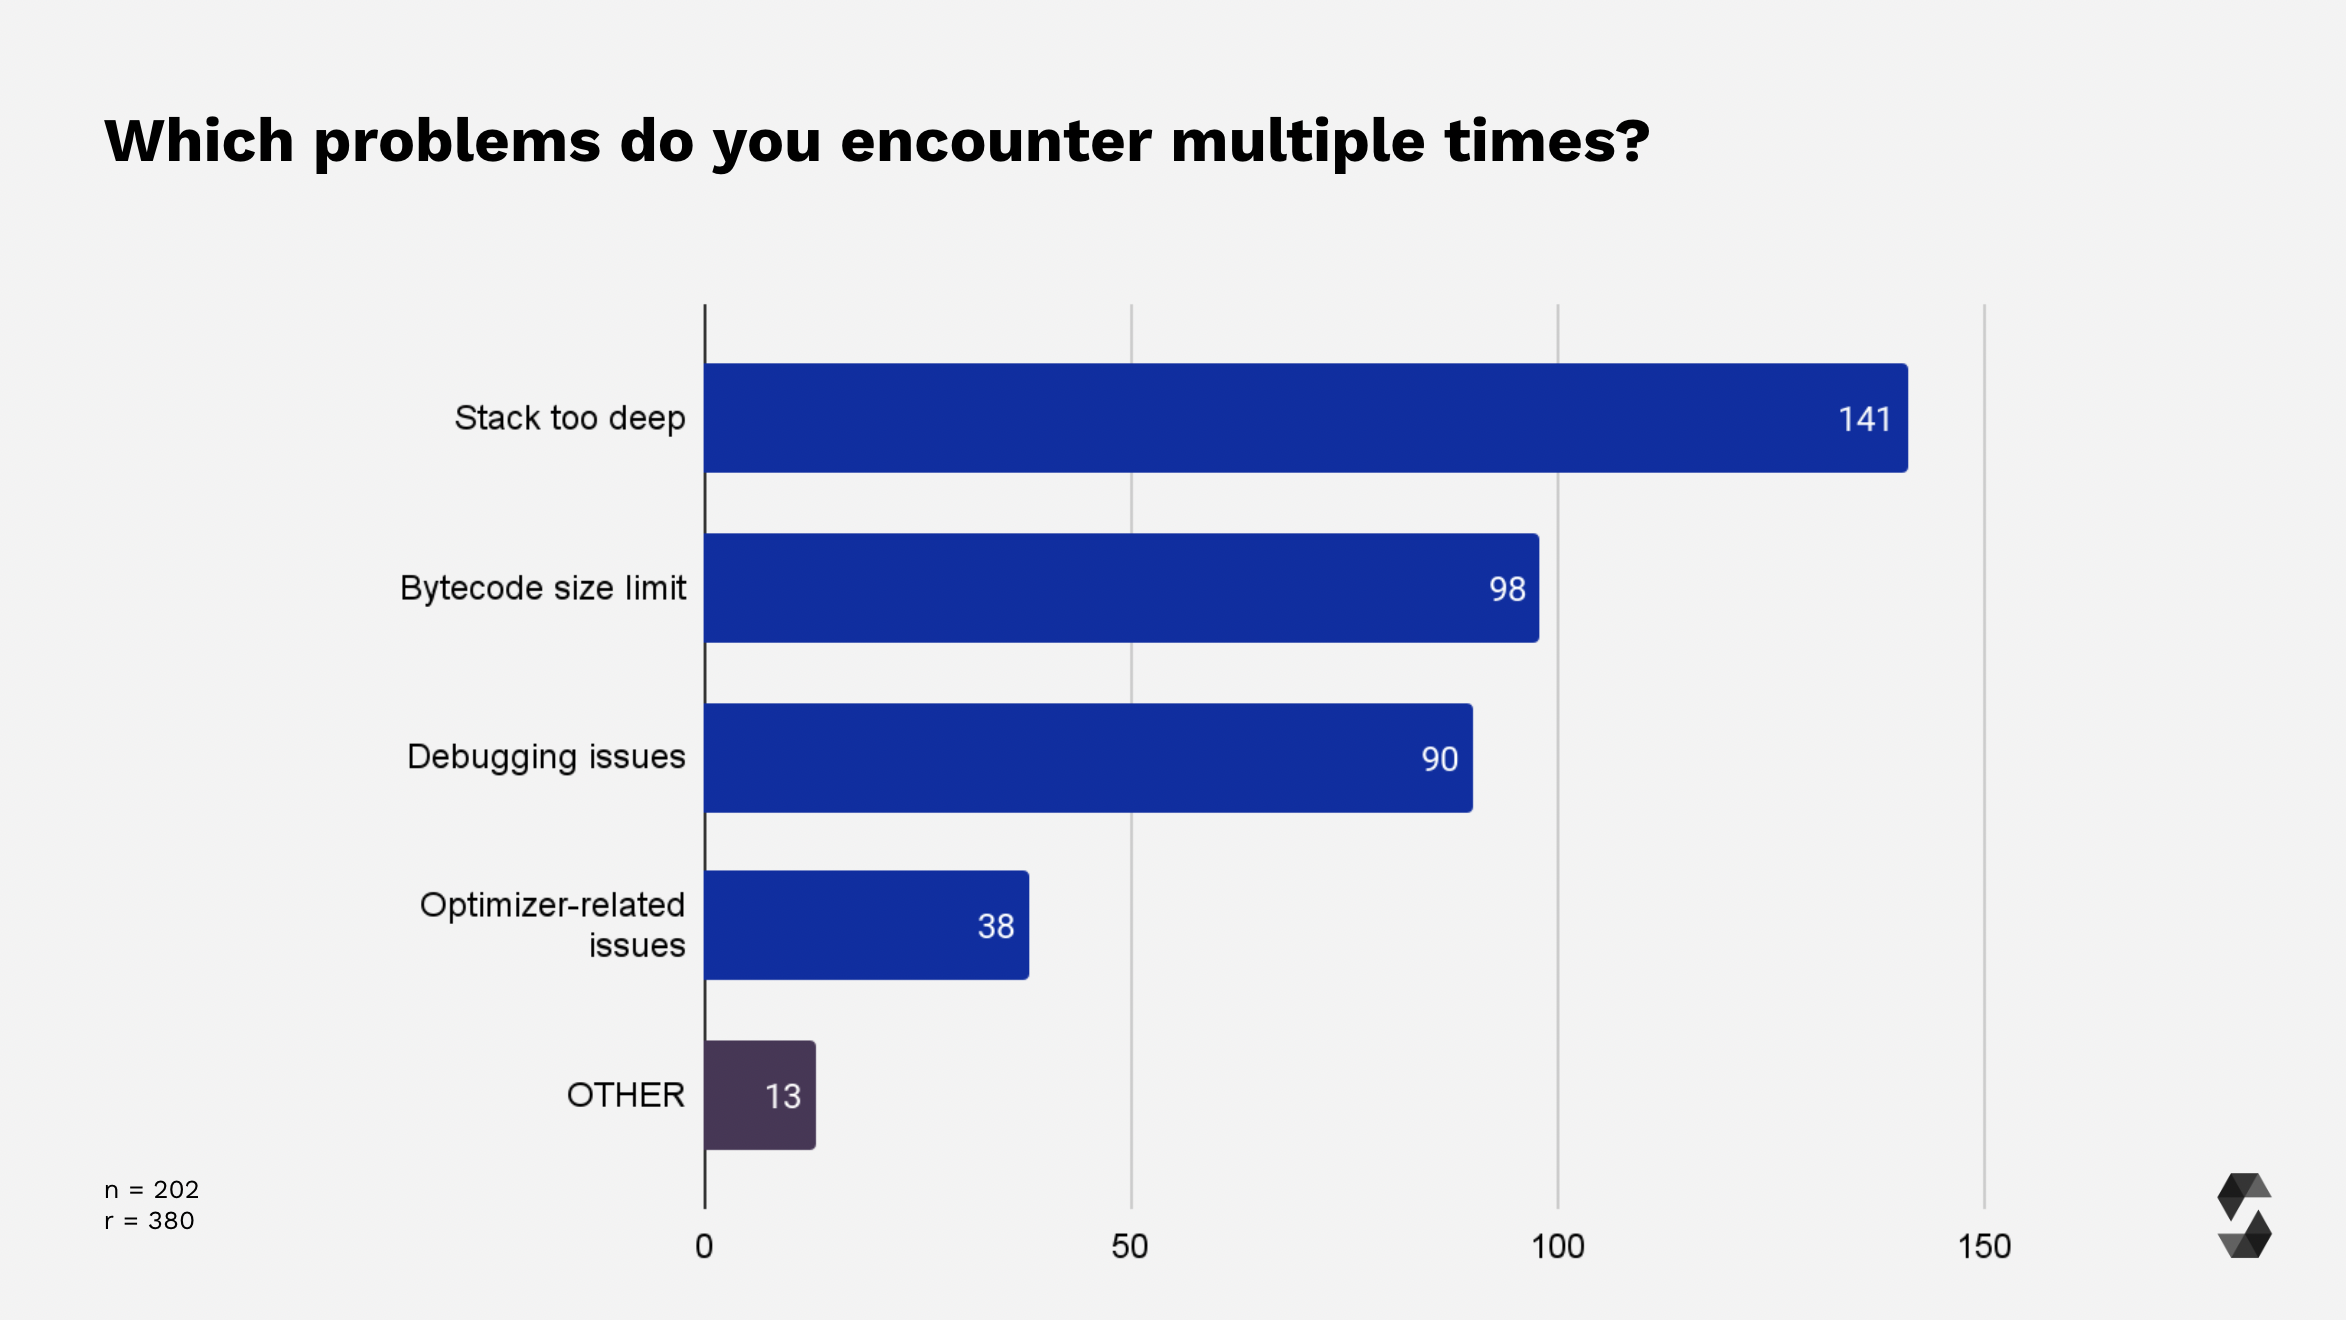 Which problems do you encounter multiple times?
Stack too deep
141
Bytecode size limit
98
Debugging issues
90
Optimizer-related
issues
38
OTHER
13
n = 202
r = 380
0
50
100
150